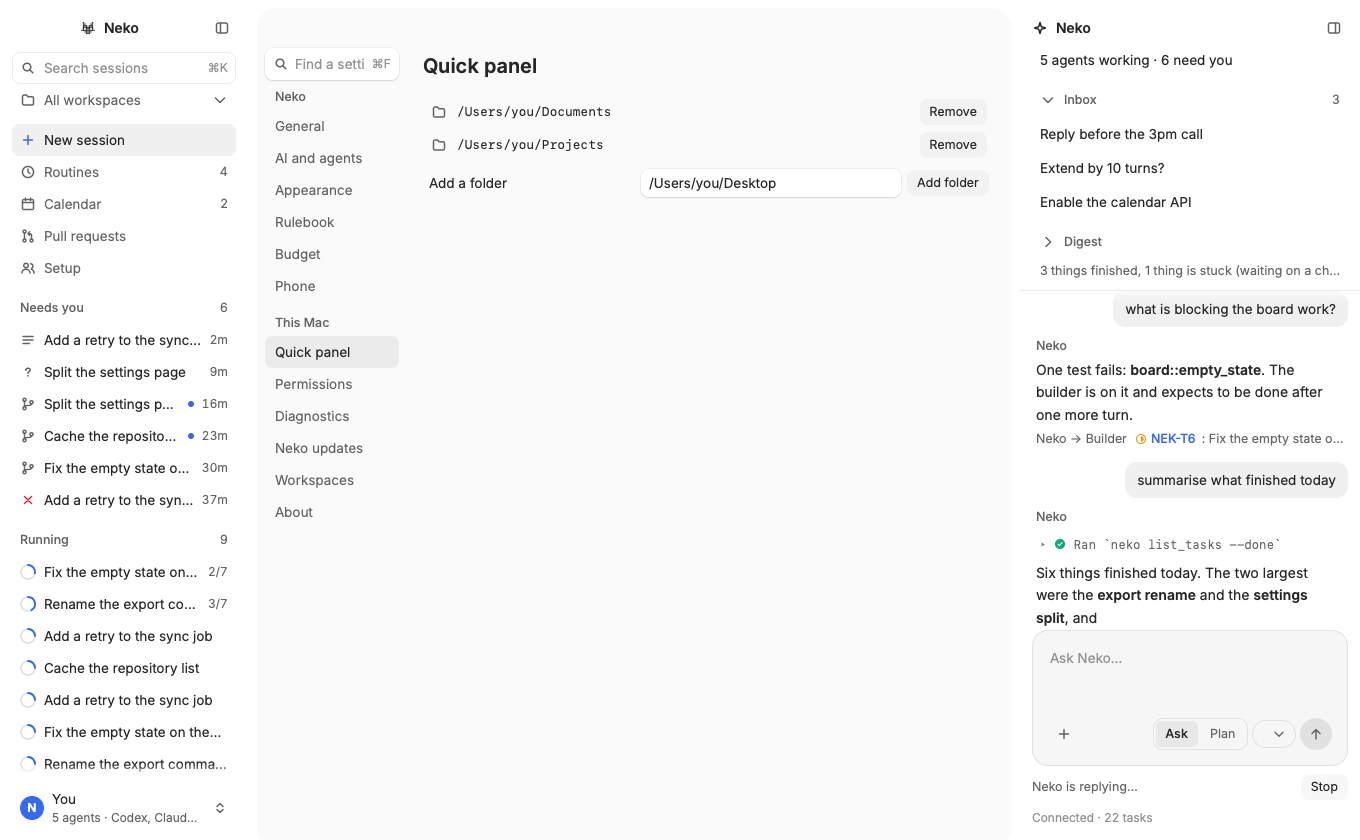 Neko
Search sessions ⌘K
All workspaces
New session
Routines 4
Calendar 2
Pull requests
Setup
Needs you 6
Add a retry to the sync... 2m
? Split the settings page 9m
Split the settings p... 16m
Cache the reposito... 23m
Fix the empty state o... 30m
Add a retry to the syn... 37m
Running 9
Fix the empty state on... 2/7
Rename the export co... 3/7
Add a retry to the sync job
Cache the repository list
Add a retry to the sync job
Fix the empty state on the...
Rename the export comma...
N You
5 agents · Codex, Claud...
Find a setti ⌘F
Neko
General
AI and agents
Appearance
Rulebook
Budget
Phone
This Mac
Quick panel
Permissions
Diagnostics
Neko updates
Workspaces
About
Quick panel
/Users/you/Documents Remove
/Users/you/Projects Remove
Add a folder /Users/you/Desktop Add folder
Neko
5 agents working · 6 need you
Inbox 3
Reply before the 3pm call
Extend by 10 turns?
Enable the calendar API
Digest
3 things finished, 1 thing is stuck (waiting on a ch...
what is blocking the board work?
Neko
One test fails: board::empty_state. The
builder is on it and expects to be done after
one more turn.
Neko → Builder NEK-T6 : Fix the empty state o...
summarise what finished today
Neko
Ran `neko list_tasks --done`
Six things finished today. The two largest
were the export rename and the settings
split, and
Ask Neko...
Ask Plan
Neko is replying... Stop
Connected · 22 tasks